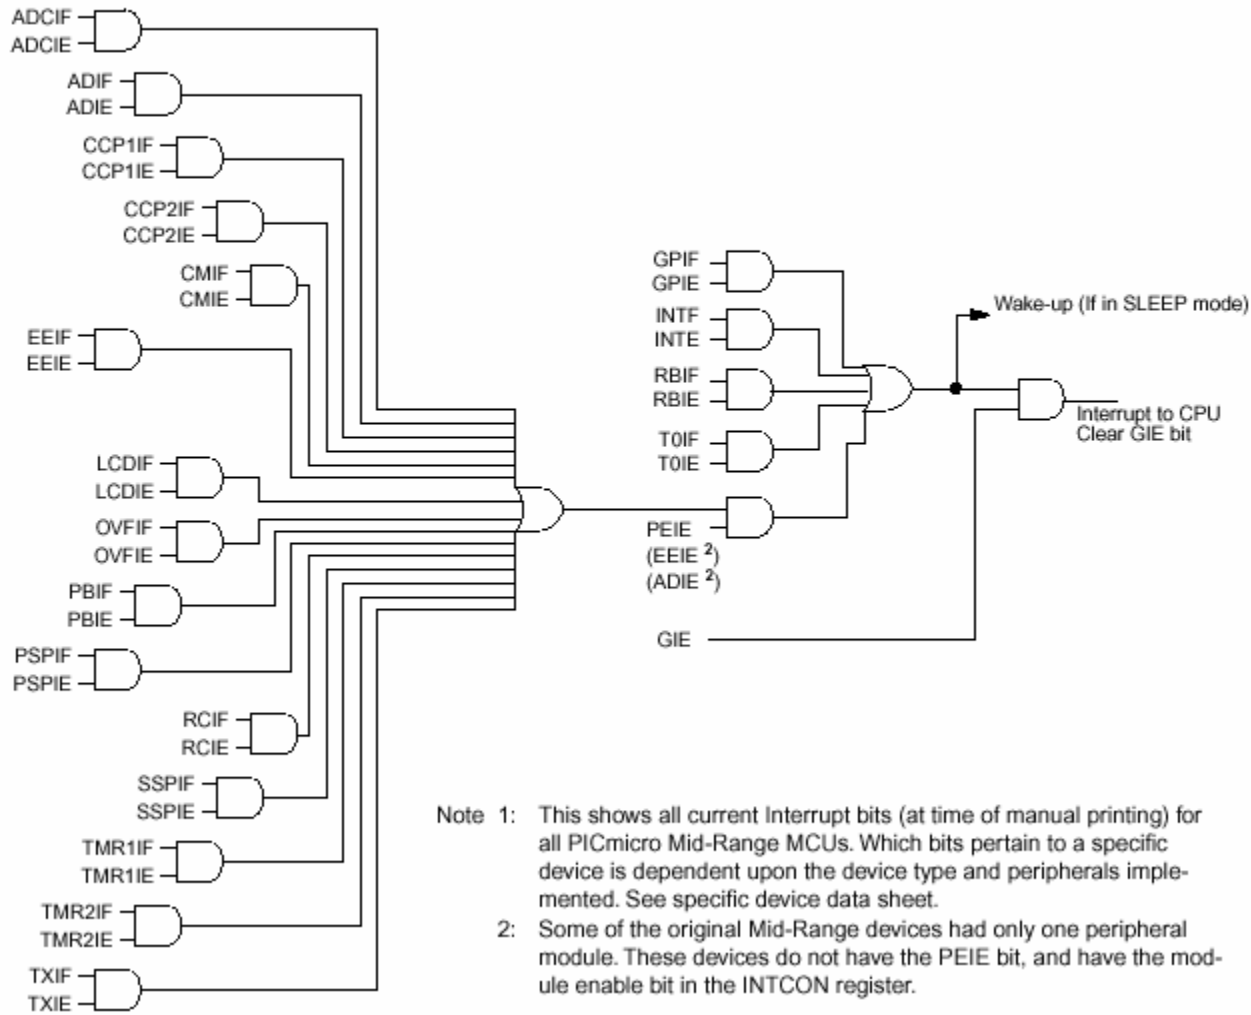 ADCIF
ADCIE
ADIF
ADIE
CCP1IF
CCP1IE
CCP2IF
CCP2IE
CMIF
CMIE
EEIF
EEIE
LCDIF
LCDIE
OVFIF
OVFIE
PBIF
PBIE
PSPIF
PSPIE
RCIF
RCIE
SSPIF
SSPIE
TMR1IF
TMR1IE
TMR2IF
TMR2IE
TXIF
TXIE
GPIF
GPIE
INTF
INTE
RBIF
RBIE
T0IF
T0IE
PEIE
(EEIE ²)
(ADIE ²)
GIE
Wake-up (If in SLEEP mode)
Interrupt to CPU
Clear GIE bit
Note 1: This shows all current Interrupt bits (at time of manual printing) for
all PICmicro Mid-Range MCUs. Which bits pertain to a specific
device is dependent upon the device type and peripherals imple-
mented. See specific device data sheet.
2: Some of the original Mid-Range devices had only one peripheral
module. These devices do not have the PEIE bit, and have the mod-
ule enable bit in the INTCON register.